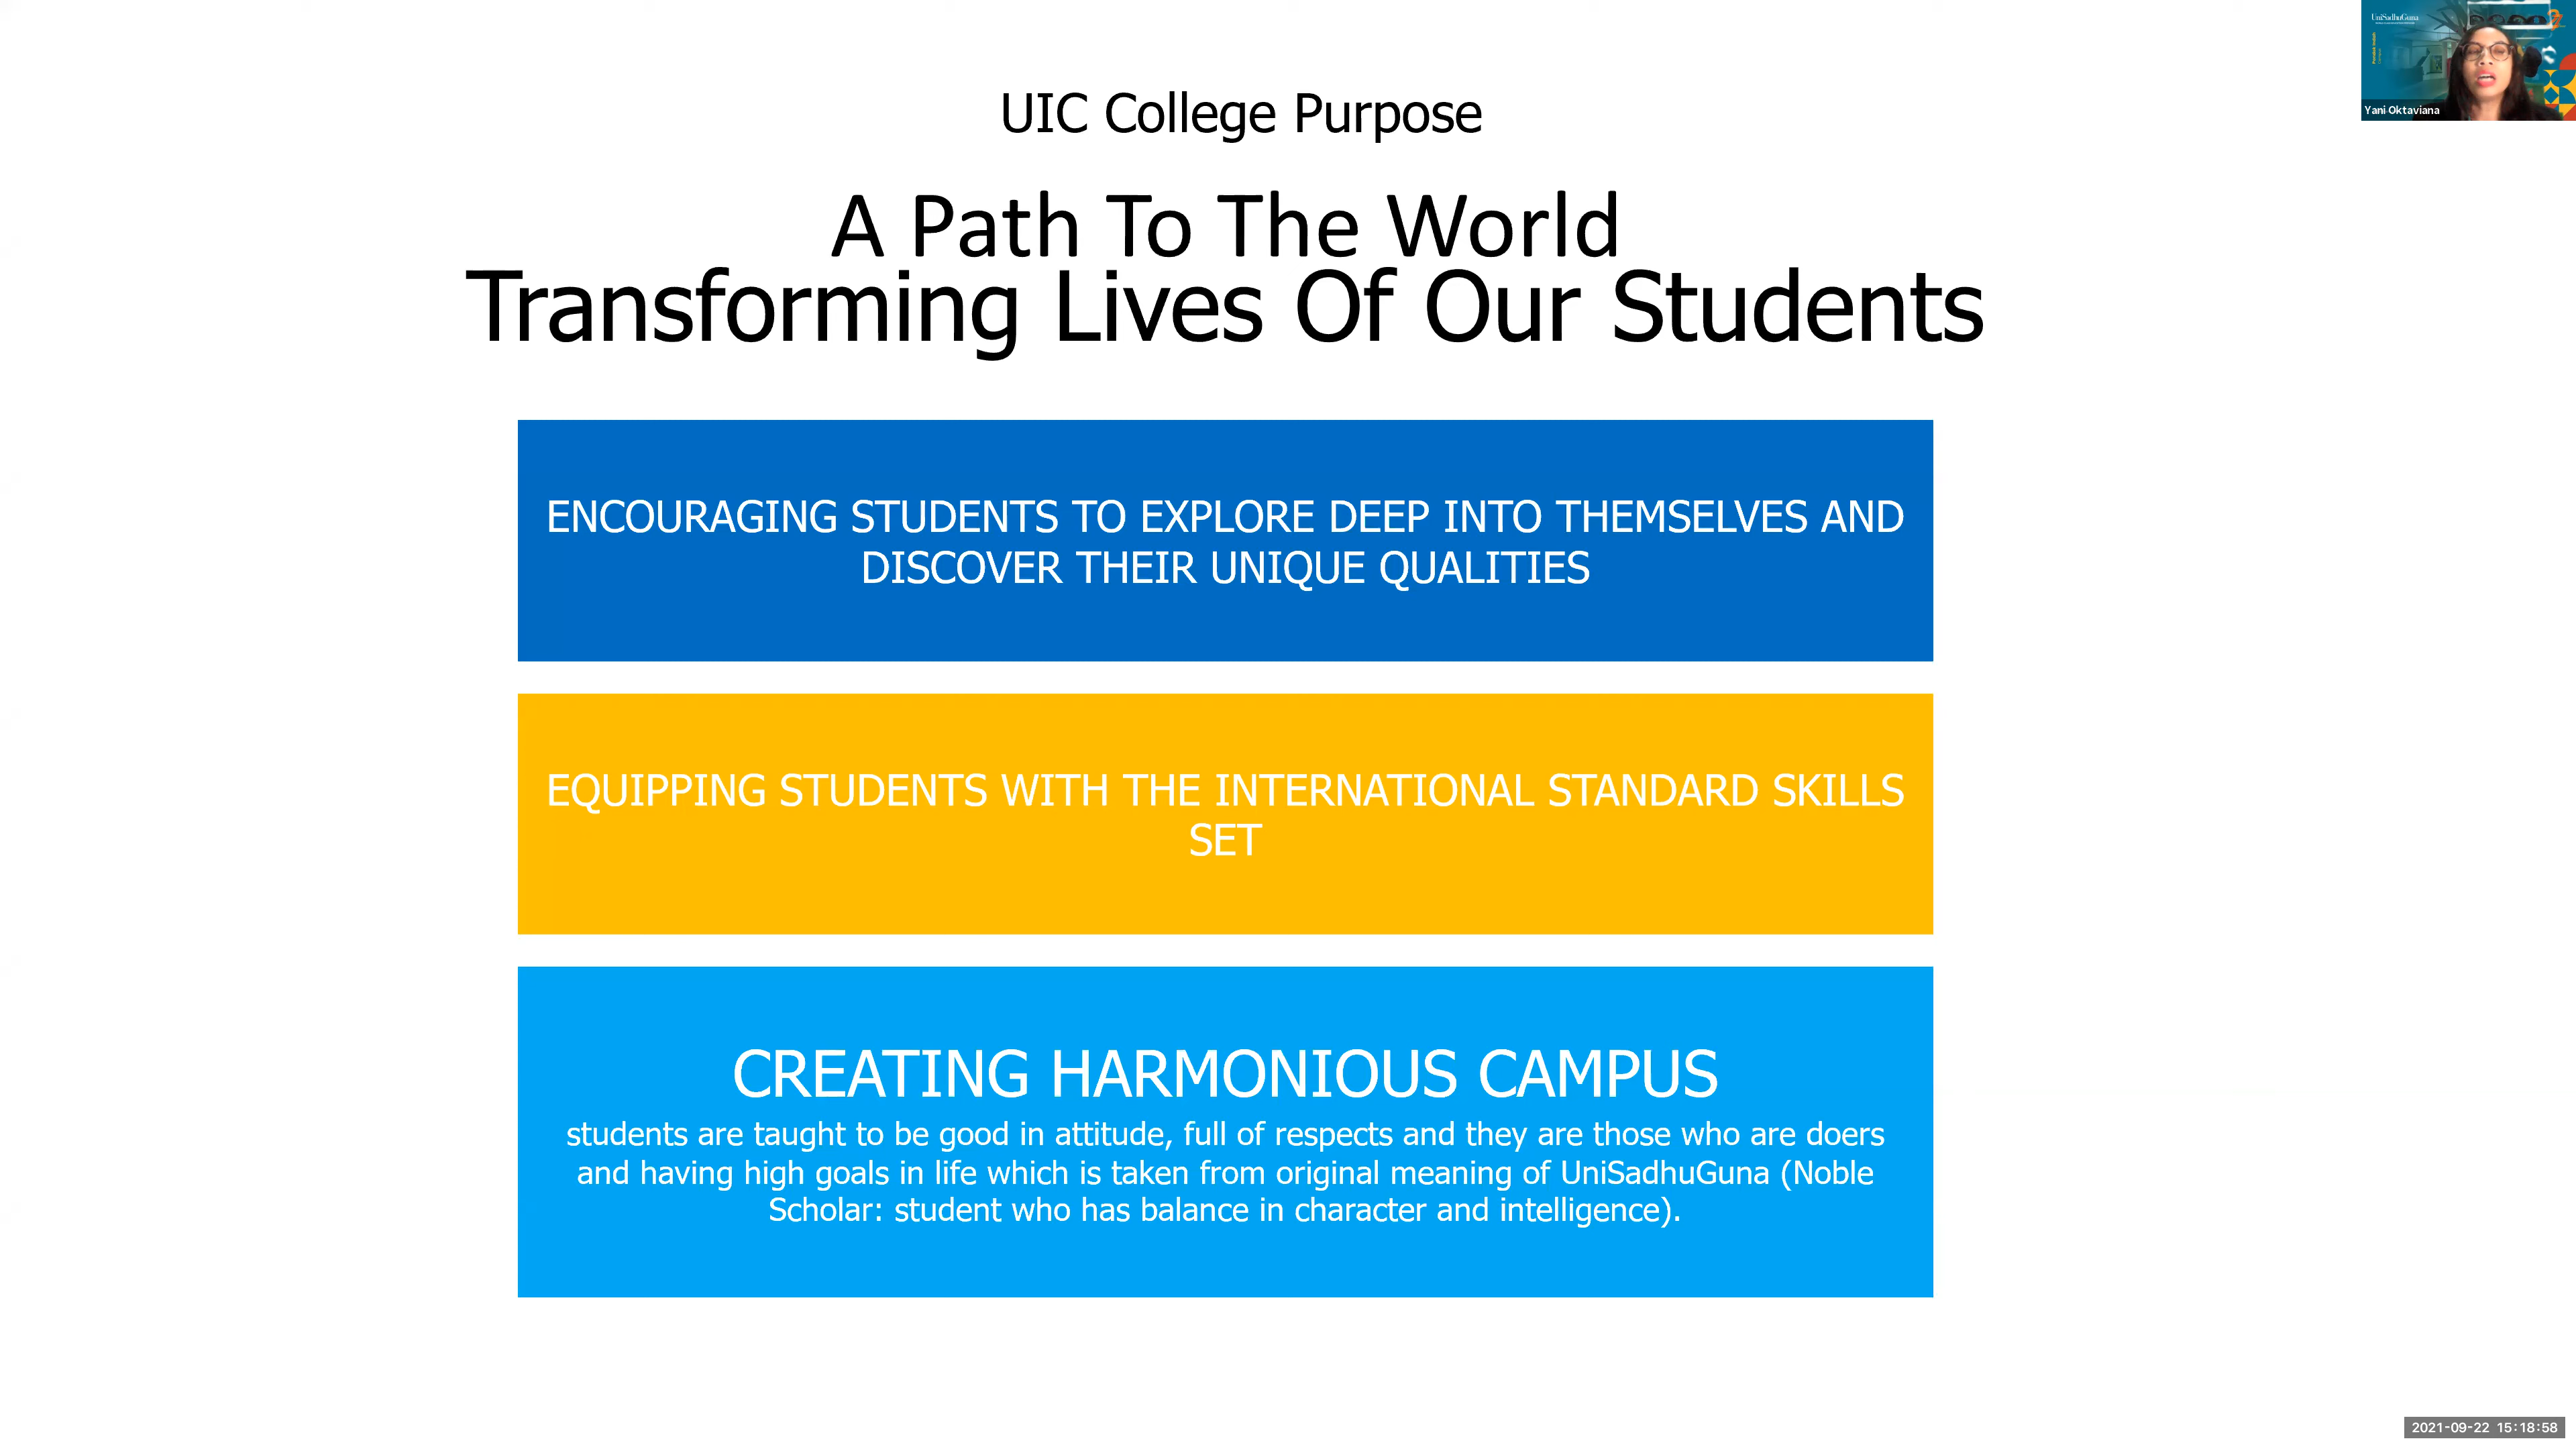 UIC College Purpose
A Path To The World
Transforming Lives Of Our Students
ENCOURAGING STUDENTS TO EXPLORE DEEP INTO THEMSELVES AND
DISCOVER THEIR UNIQUE QUALITIES
EQUIPPING STUDENTS WITH THE INTERNATIONAL STANDARD SKILLS
SET
CREATING HARMONIOUS CAMPUS
students are taught to be good in attitude, full of respects and they are those who are doers
and having high goals in life which is taken from original meaning of UniSadhuGuna (Noble
Scholar: student who has balance in character and intelligence).
UniSadhuGuna
Yani Oktaviana
2021-09-22 15:18:58